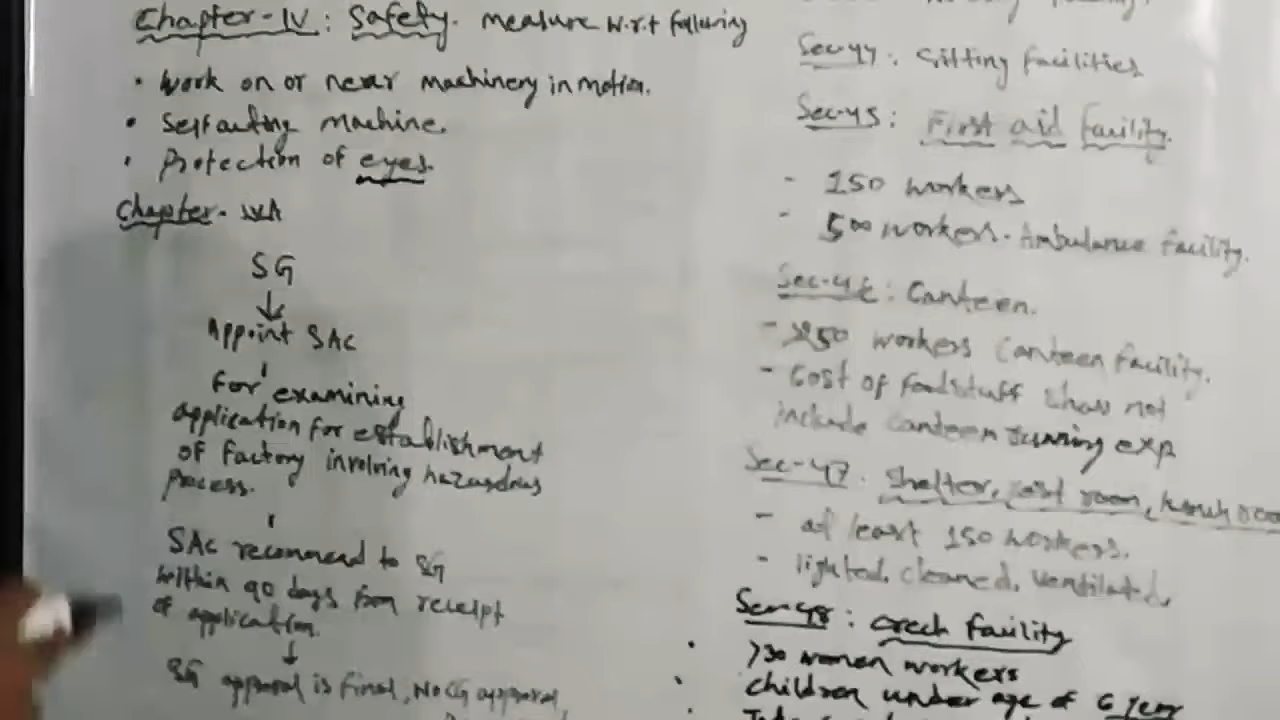 Chapter-IV: Safety. measure w.r.t following
• Work on or near machinery in motion.
• Selfacting machine.
• Protection of eyes.
Chapter- IVA
SG
↓
Appoint SAC
for examining
application for establishment
of factory involving hazardous
process.
SAC recommend to SG
within 90 days from receipt
of application.
↓
SG approval is final, No CG approval,
Sec-44: Sitting facilities
Sec-45: First aid facility.
- 150 workers
- 500 workers. Ambulance facility.
Sec-46: Canteen.
- >250 workers canteen facility.
- cost of foodstuff shall not
include canteen running exp
Sec-47. Shelter, rest room, lunch room
- at least 150 workers.
- lighted, cleaned, ventilated,
Sec-48: crech facility
• >30 women workers
• children under age of 6 year